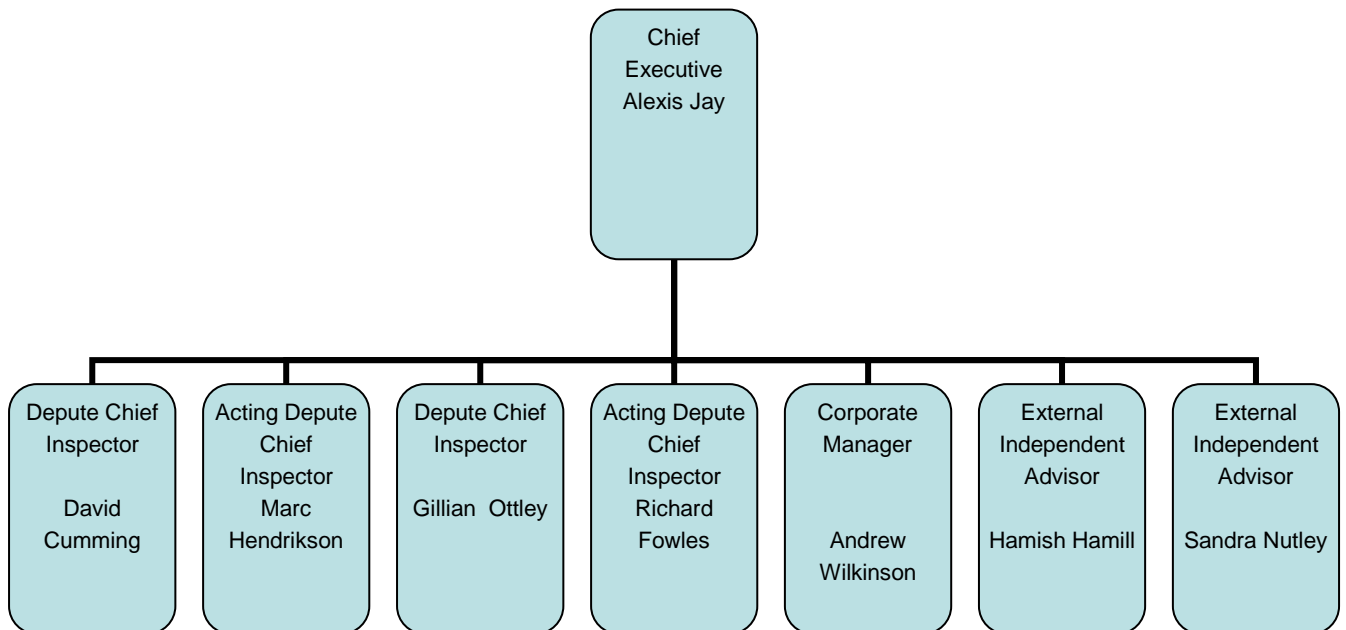 Chief
Executive
Alexis Jay
Depute Chief
Inspector
David
Cumming
Acting Depute
Chief
Inspector
Marc
Hendrikson
Depute Chief
Inspector
Gillian Ottley
Acting Depute
Chief
Inspector
Richard
Fowles
Corporate
Manager
Andrew
Wilkinson
External
Independent
Advisor
Hamish Hamill
External
Independent
Advisor
Sandra Nutley